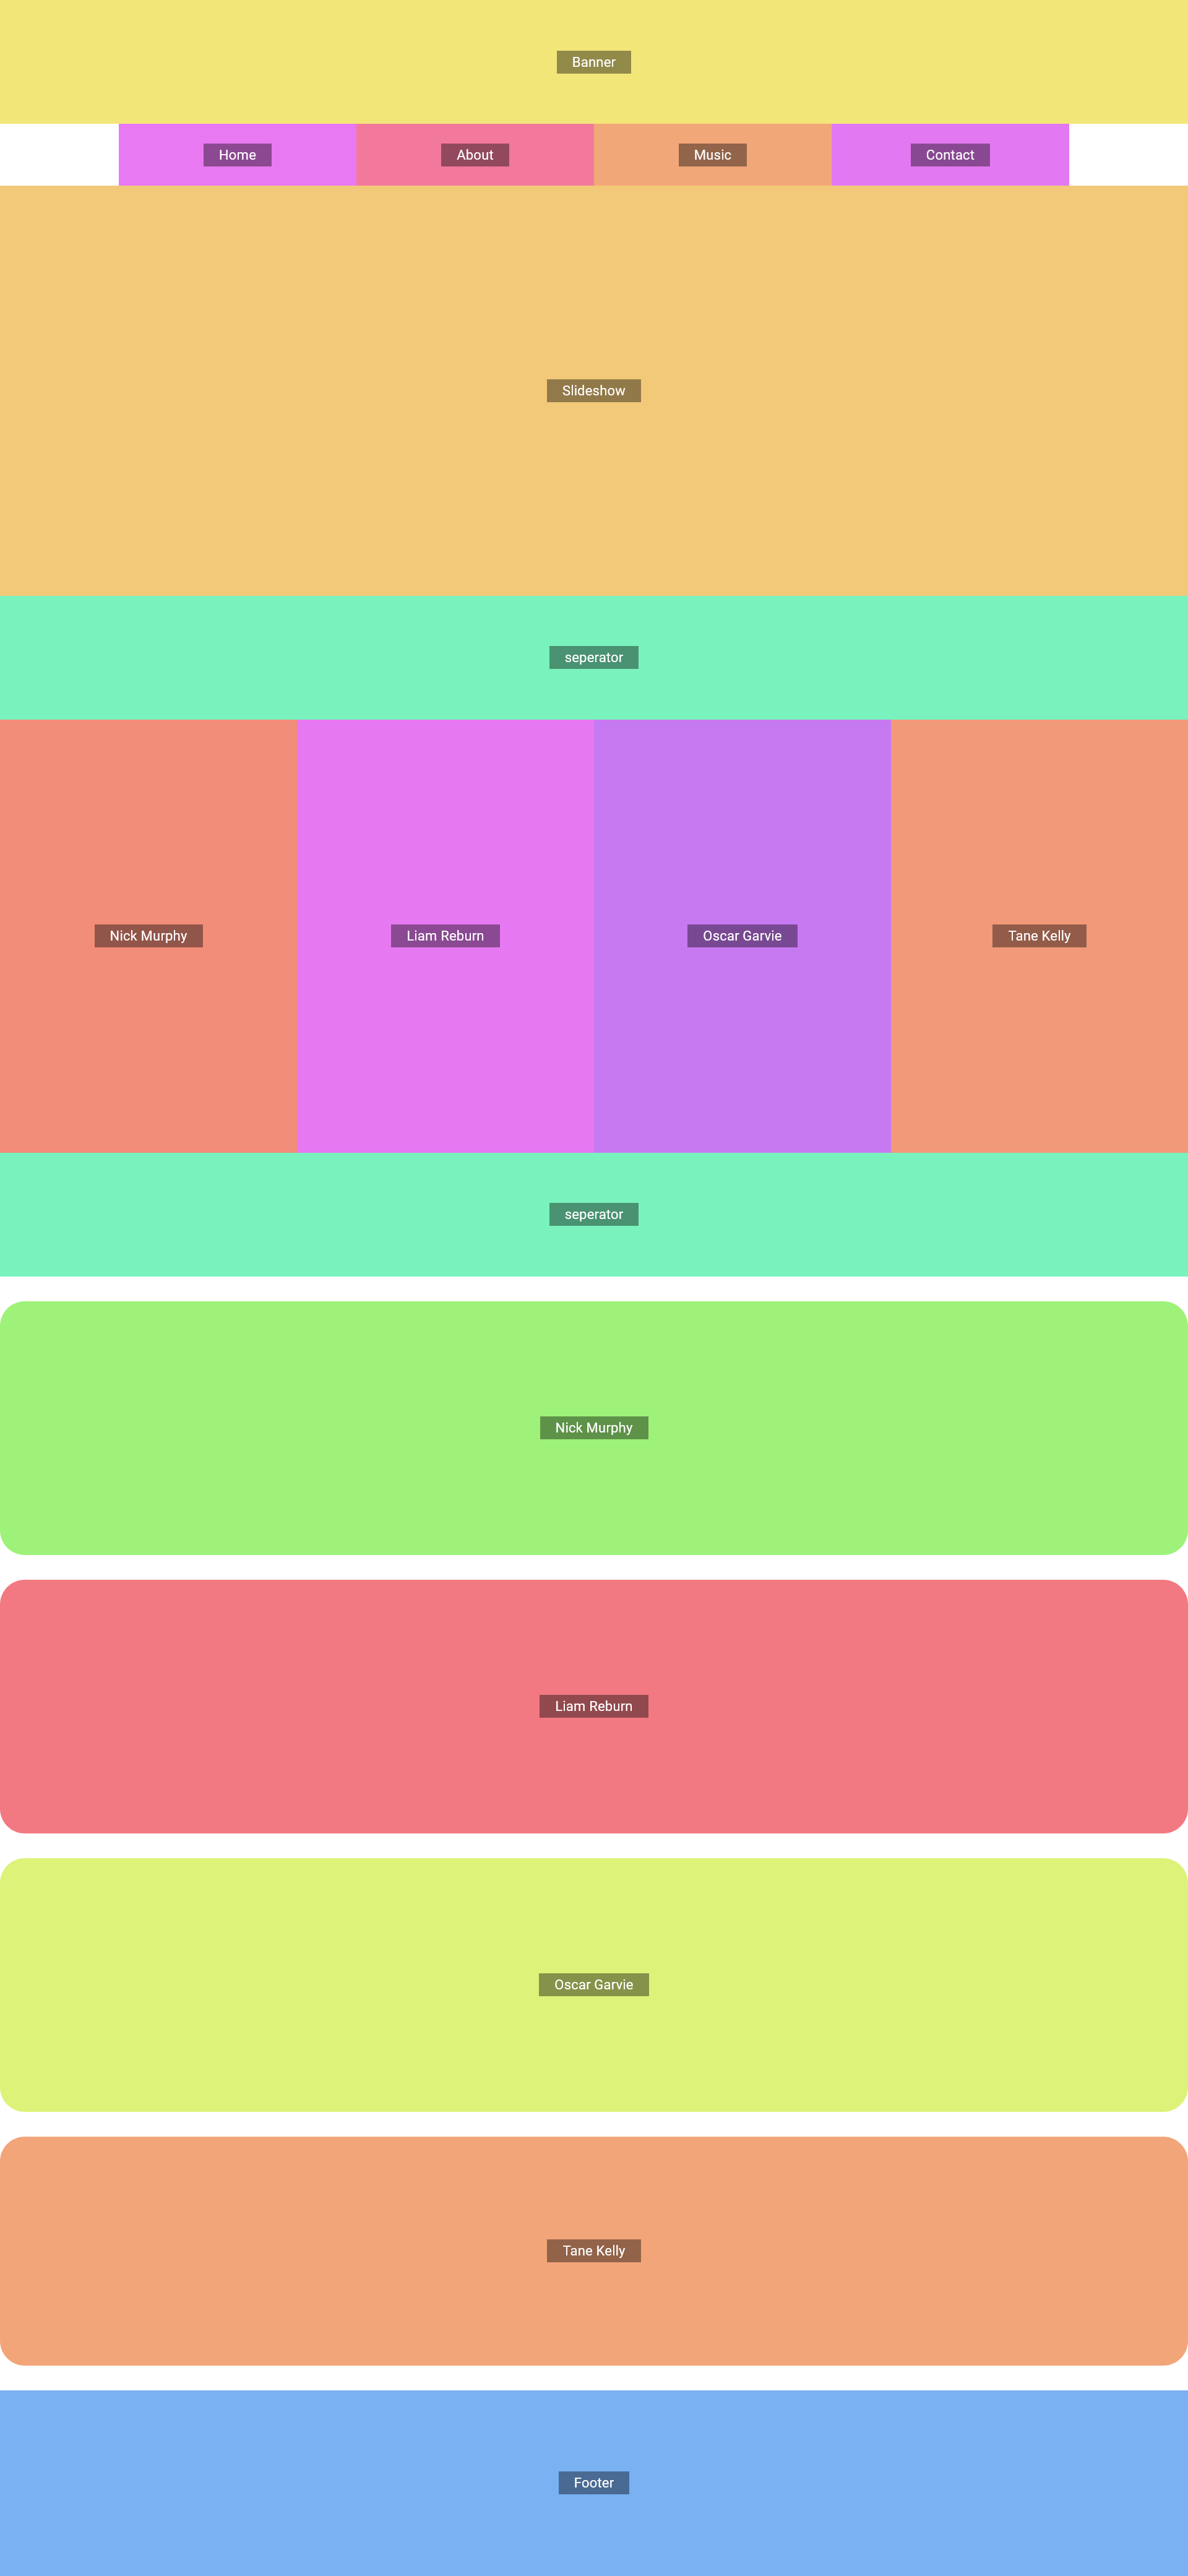 Banner
Home
About
Music
Contact
Slideshow
seperator
Nick Murphy
Liam Reburn
Oscar Garvie
Tane Kelly
seperator
Nick Murphy
Liam Reburn
Oscar Garvie
Tane Kelly
Footer